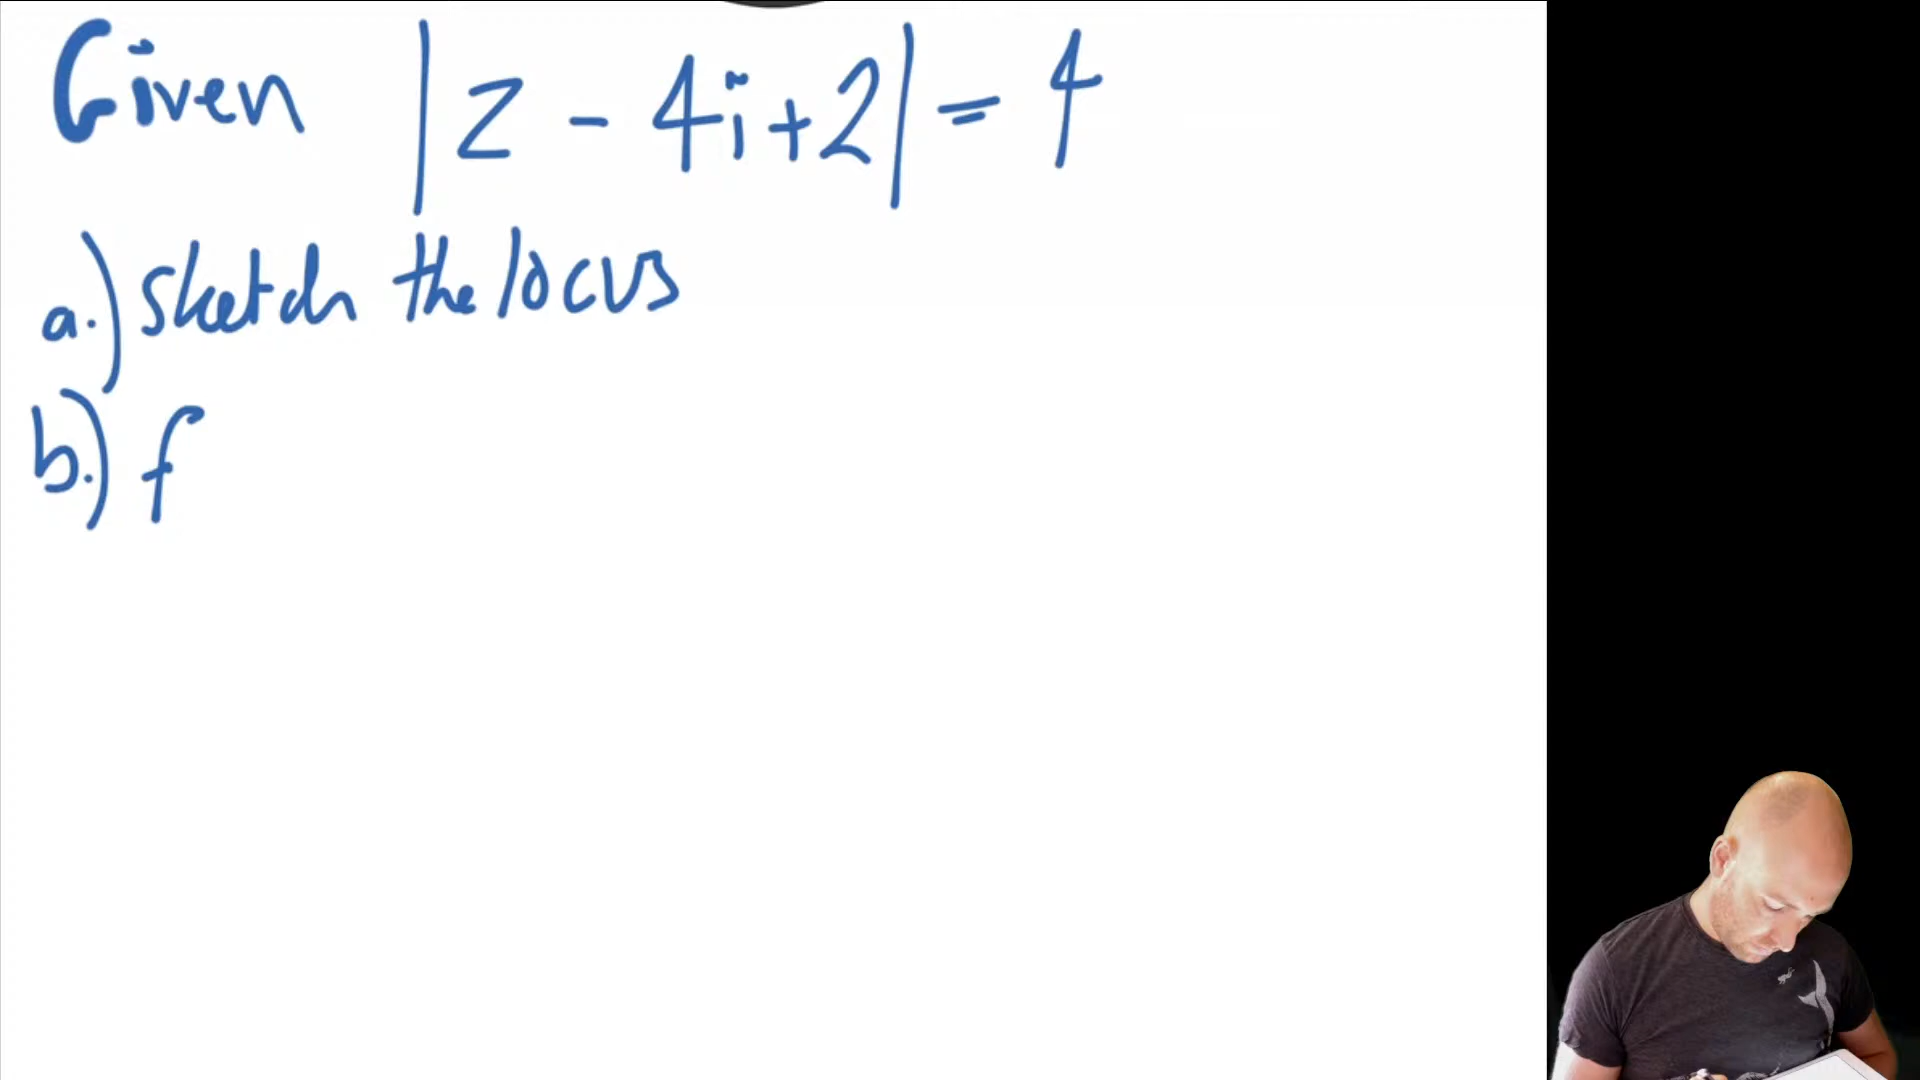 Given |z - 4i+2| = 4
a.) sketch the locus
b.) f